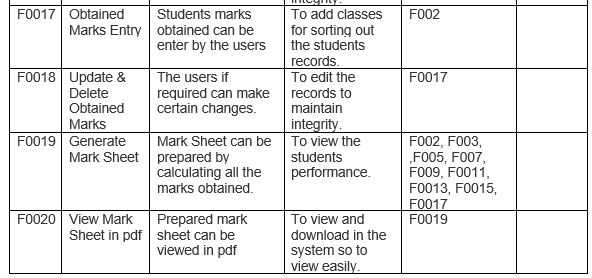 integrity.
F0017
Obtained
Marks Entry
Students marks
obtained can be
enter by the users
To add classes
for sorting out
the students
records.
F002
F0018
Update &
Delete
Obtained
Marks
The users if
required can make
certain changes.
To edit the
records to
maintain
integrity.
F0017
F0019
Generate
Mark Sheet
Mark Sheet can be
prepared by
calculating all the
marks obtained.
To view the
students
performance.
F002, F003,
,F005, F007,
F009, F0011,
F0013, F0015,
F0017
F0020
View Mark
Sheet in pdf
Prepared mark
sheet can be
viewed in pdf
To view and
download in the
system so to
view easily.
F0019